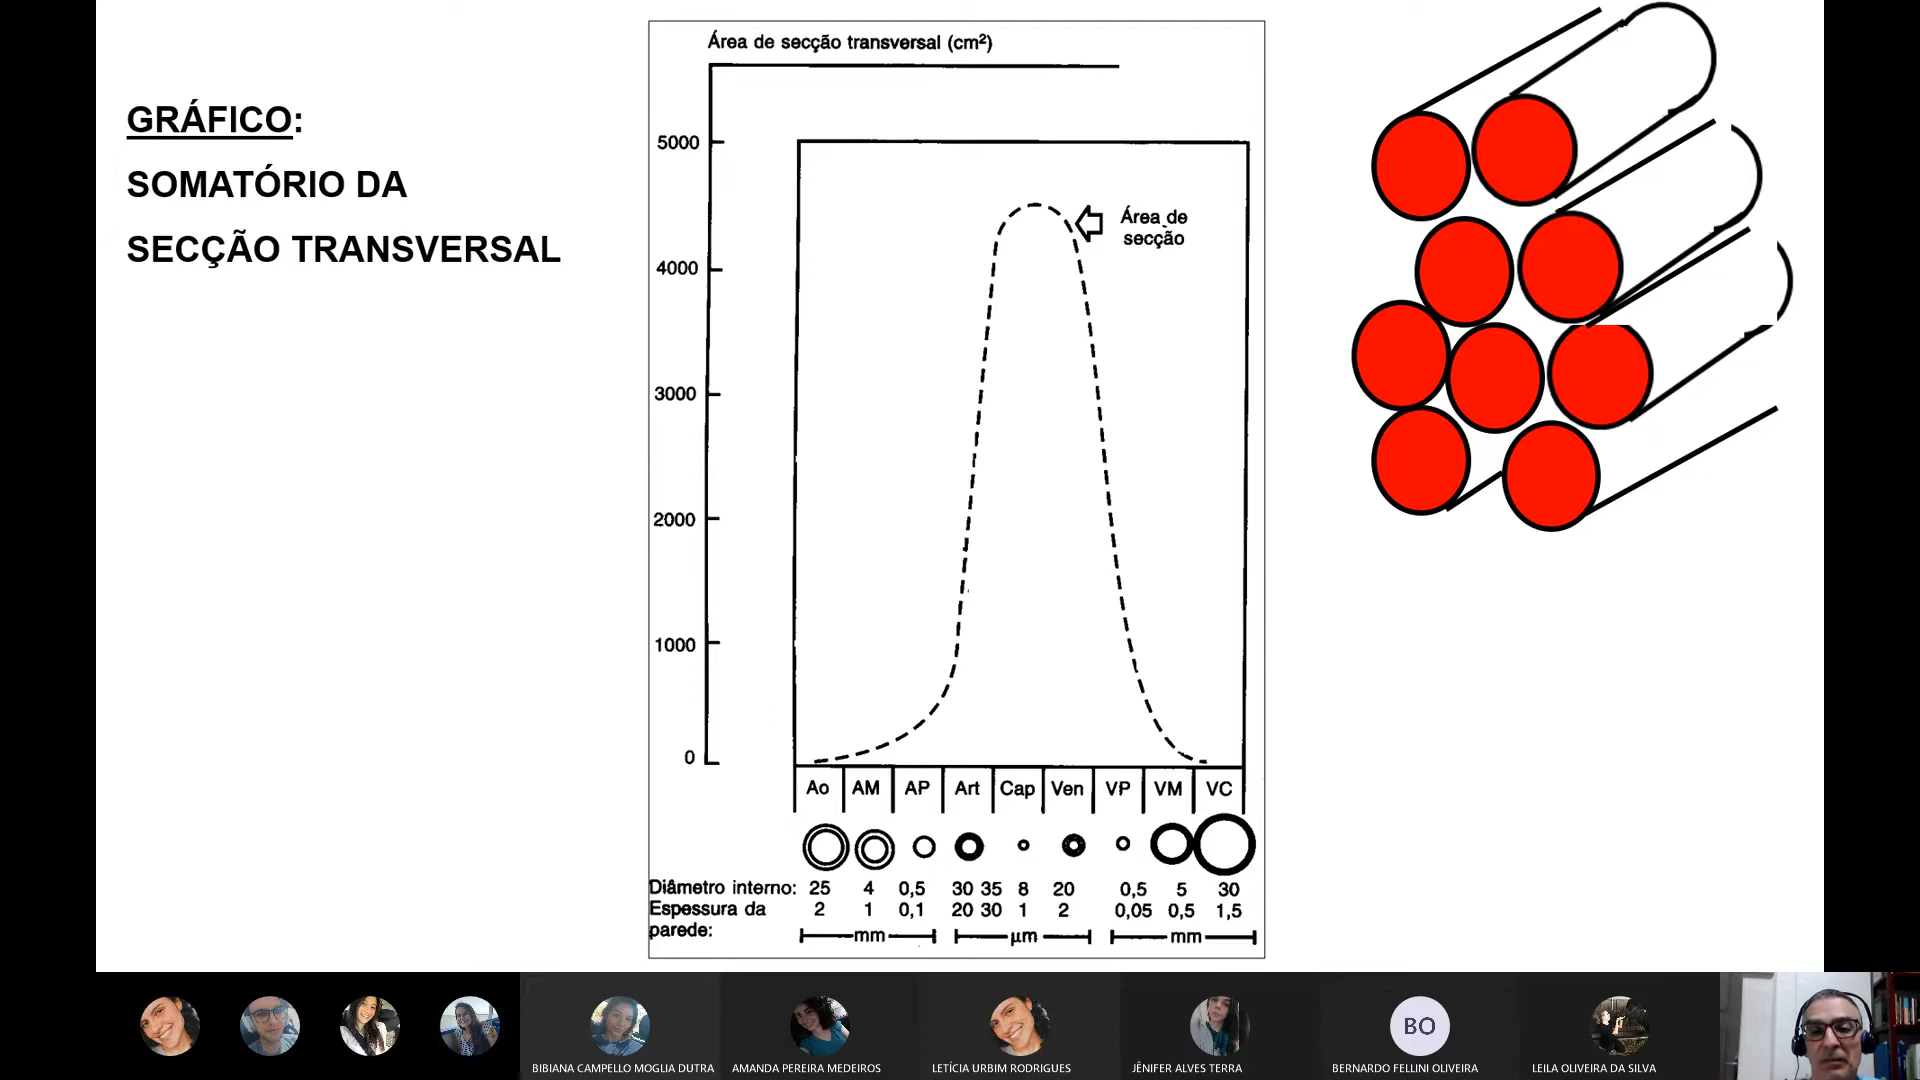 GRÁFICO:
SOMATÓRIO DA
SECÇÃO TRANSVERSAL
Área de secção transversal (cm²)
5000
4000
3000
2000
1000
0
Área de
secção
Ao AM AP Art Cap Ven VP VM VC
Diâmetro interno: 25 4 0,5 30 35 8 20 0,5 5 30
Espessura da 2 1 0,1 20 30 1 2 0,05 0,5 1,5
parede: mm µm mm
BO
BIBIANA CAMPELLO MOGLIA DUTRA
AMANDA PEREIRA MEDEIROS
LETÍCIA URBIM RODRIGUES
JÊNIFER ALVES TERRA
BERNARDO FELLINI OLIVEIRA
LEILA OLIVEIRA DA SILVA